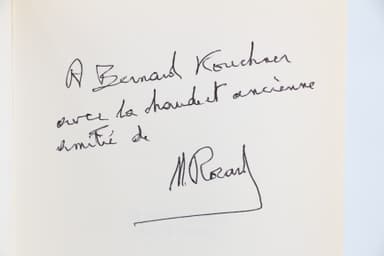 A Bernard Kouchner
avec la chaude et ancienne
amitié de
M. Rocard